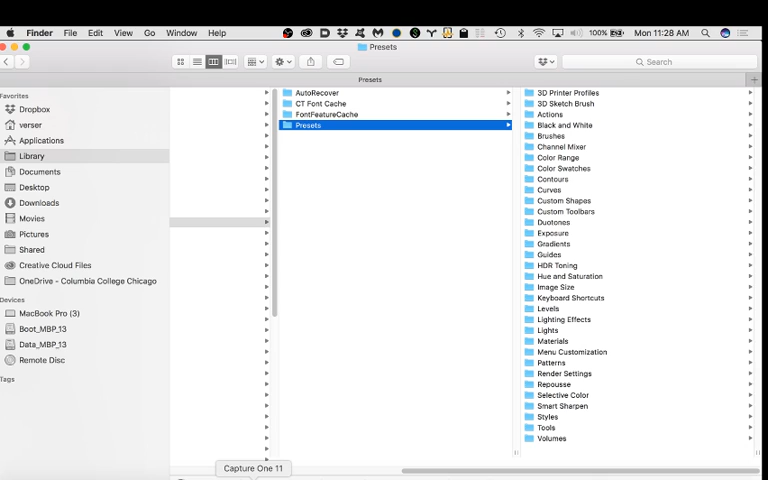 Finder File Edit View Go Window Help 100% Mon 11:28 AM
Presets
Search
Presets
Favorites
Dropbox
verser
Applications
Library
Documents
Desktop
Downloads
Movies
Pictures
Shared
Creative Cloud Files
OneDrive - Columbia College Chicago
Devices
MacBook Pro (3)
Boot_MBP_13
Data_MBP_13
Remote Disc
Tags
AutoRecover
CT Font Cache
FontFeatureCache
Presets
3D Printer Profiles
3D Sketch Brush
Actions
Black and White
Brushes
Channel Mixer
Color Range
Color Swatches
Contours
Curves
Custom Shapes
Custom Toolbars
Duotones
Exposure
Gradients
Guides
HDR Toning
Hue and Saturation
Image Size
Keyboard Shortcuts
Levels
Lighting Effects
Lights
Materials
Menu Customization
Patterns
Render Settings
Repousse
Selective Color
Smart Sharpen
Styles
Tools
Volumes
Capture One 11